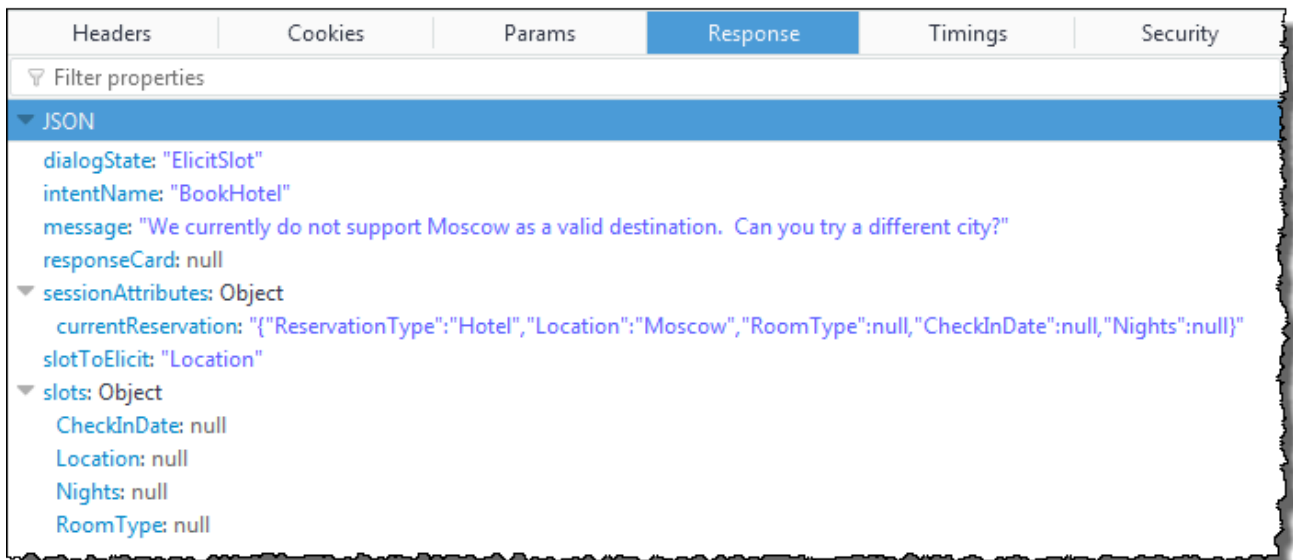 Headers Cookies Params Response Timings Security
Filter properties
JSON
dialogState: "ElicitSlot"
intentName: "BookHotel"
message: "We currently do not support Moscow as a valid destination.  Can you try a different city?"
responseCard: null
sessionAttributes: Object
currentReservation: "{"ReservationType":"Hotel","Location":"Moscow","RoomType":null,"CheckInDate":null,"Nights":null}"
slotToElicit: "Location"
slots: Object
CheckInDate: null
Location: null
Nights: null
RoomType: null